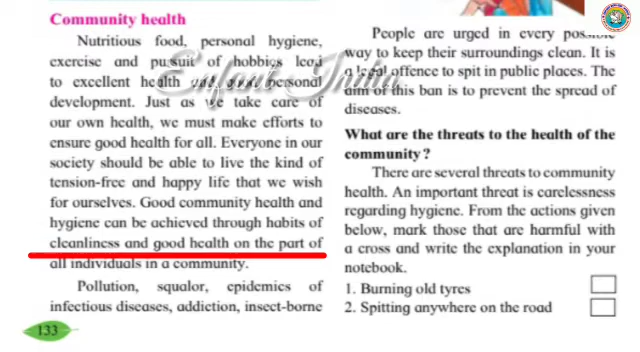 Community health
Nutritious food, personal hygiene,
exercise and pursuit of hobbies lead
to excellent health and good personal
development. Just as we take care of
our own health, we must make efforts to
ensure good health for all. Everyone in our
society should be able to live the kind of
tension-free and happy life that we wish
for ourselves. Good community health and
hygiene can be achieved through habits of
cleanliness and good health on the part of
all individuals in a community.
Pollution, squalor, epidemics of
infectious diseases, addiction, insect-borne
133
People are urged in every possible
way to keep their surroundings clean. It is
a legal offence to spit in public places. The
aim of this ban is to prevent the spread of
diseases.
What are the threats to the health of the
community?
There are several threats to community
health. An important threat is carelessness
regarding hygiene. From the actions given
below, mark those that are harmful with
a cross and write the explanation in your
notebook.
1. Burning old tyres
2. Spitting anywhere on the road
Efant India